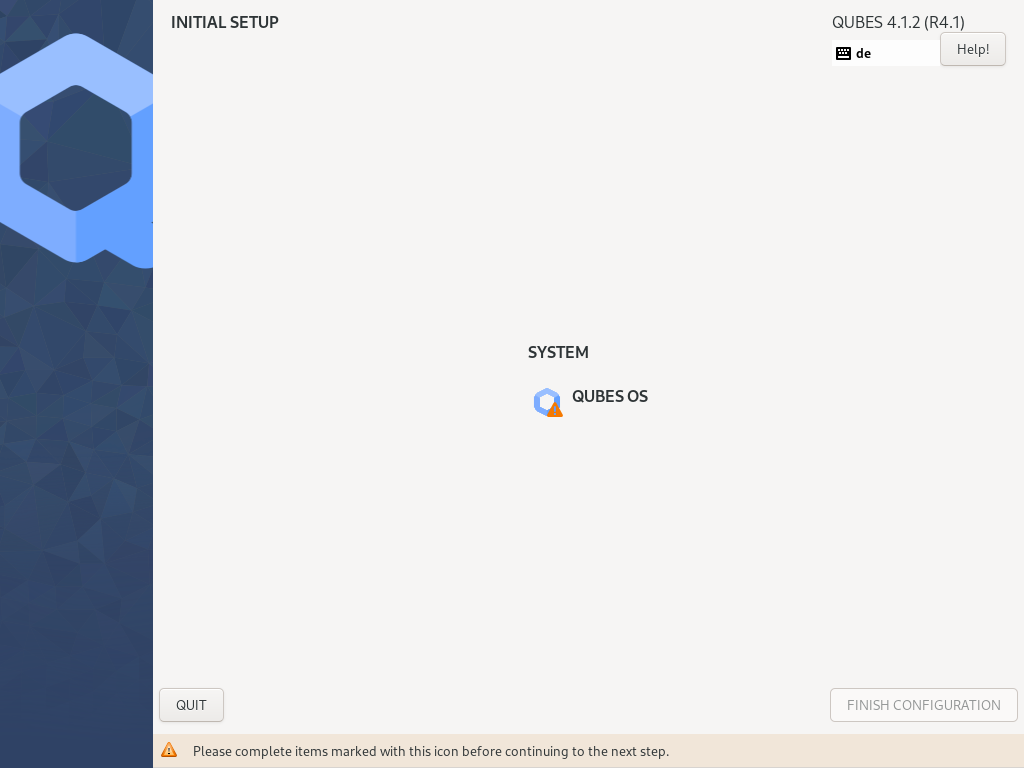 INITIAL SETUP
QUBES 4.1.2 (R4.1)
de
Help!
SYSTEM
QUBES OS
QUIT
FINISH CONFIGURATION
Please complete items marked with this icon before continuing to the next step.